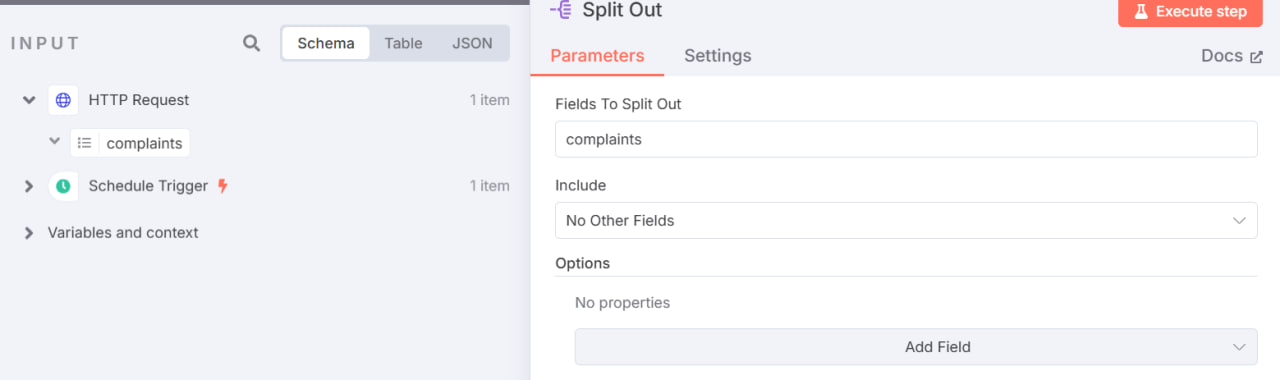 INPUT
Schema
Table
JSON
HTTP Request
1 item
complaints
Schedule Trigger
1 item
Variables and context
Split Out
Execute step
Parameters
Settings
Docs
Fields To Split Out
complaints
Include
No Other Fields
Options
No properties
Add Field